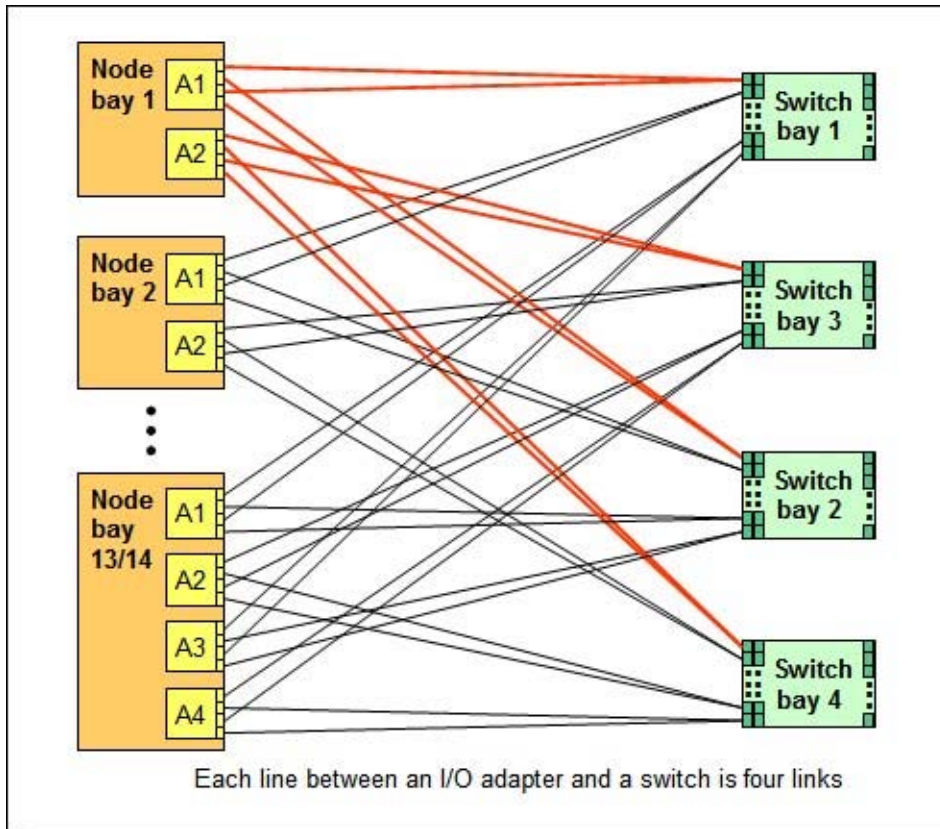 Node
bay 1
A1
A2
Node
bay 2
A1
A2
Node
bay
13/14
A1
A2
A3
A4
Switch
bay 1
Switch
bay 3
Switch
bay 2
Switch
bay 4
Each line between an I/O adapter and a switch is four links